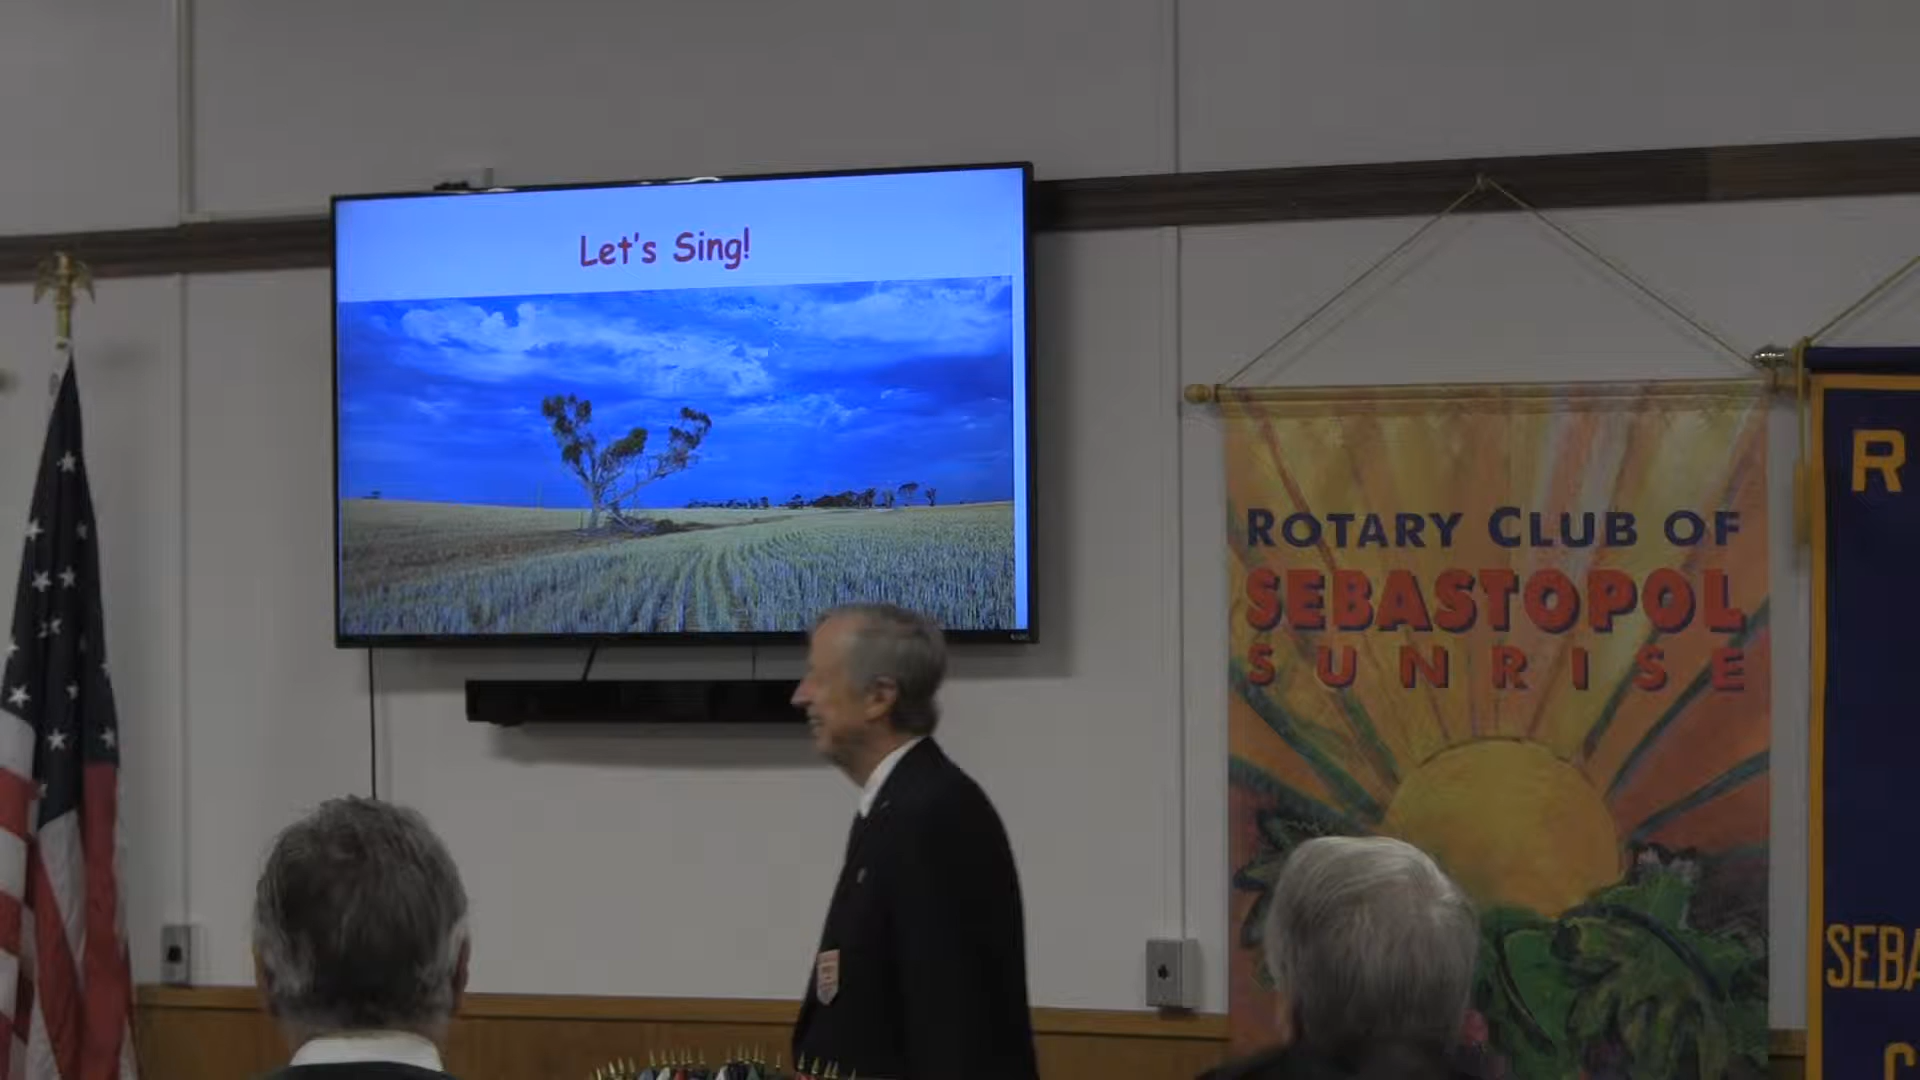 Let's Sing!
ROTARY CLUB OF
SEBASTOPOL
SUNRISE
R
SEBA
C